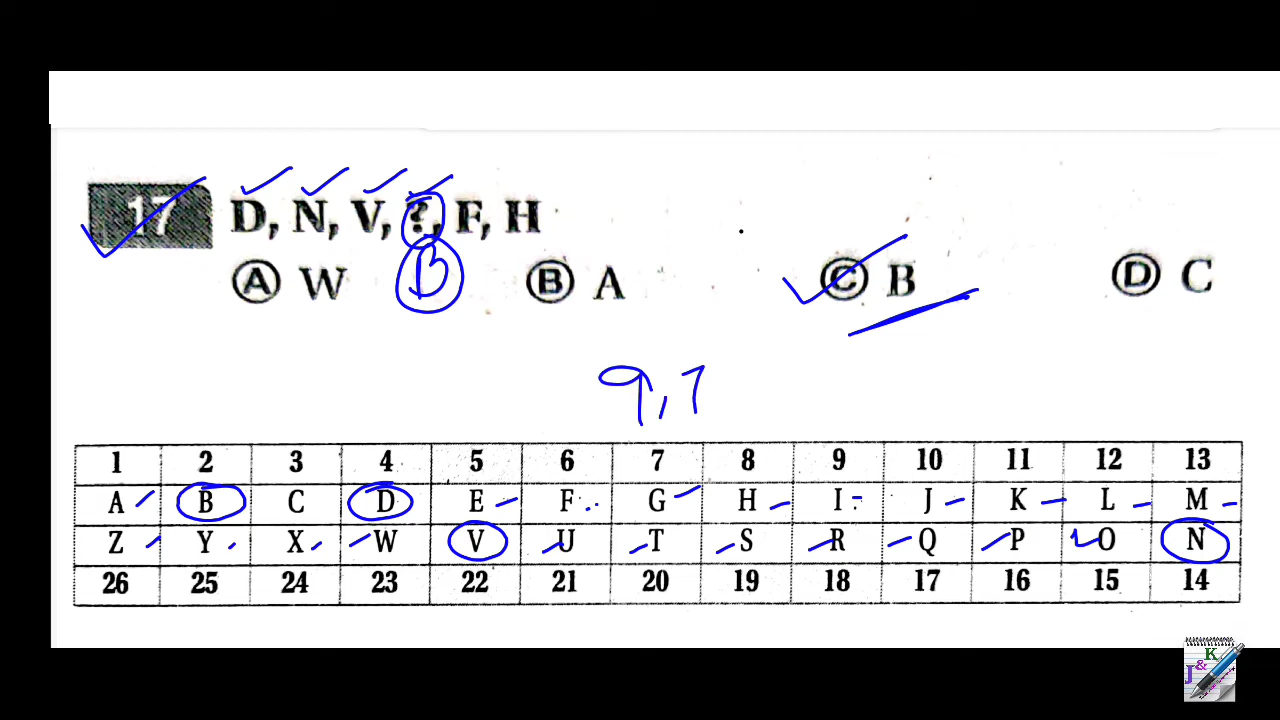 17 D, N, V, ?, F, H
Ⓐ W B Ⓑ A Ⓒ B Ⓓ C
9, 7
1 2 3 4 5 6 7 8 9 10 11 12 13
A B C D E F G H I J K L M
Z Y X W V U T S R Q P O N
26 25 24 23 22 21 20 19 18 17 16 15 14
J & K